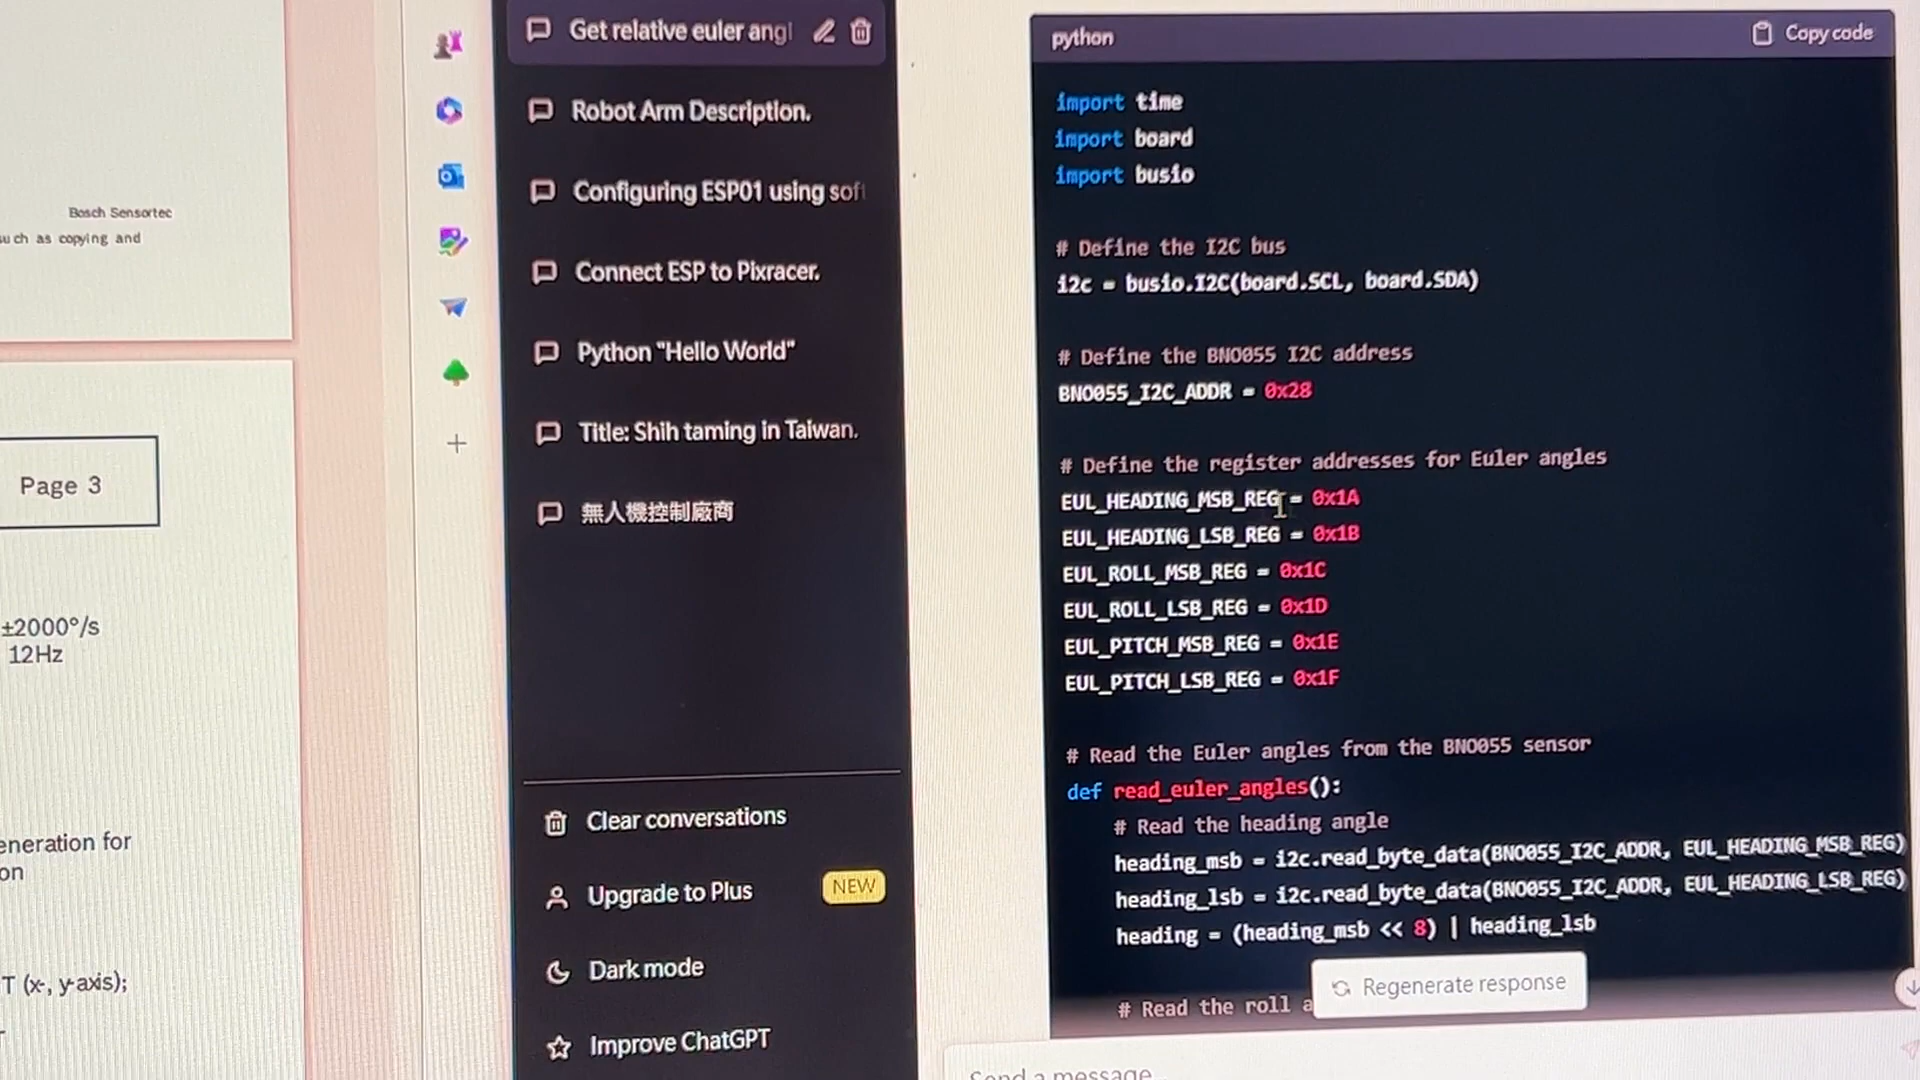 Bosch Sensortec
such as copying and
Page 3
±2000°/s
12Hz
eneration for
on
T (x-, y-axis);
Get relative euler angl
Robot Arm Description.
Configuring ESP01 using sof
Connect ESP to Pixracer.
Python "Hello World"
Title: Shih taming in Taiwan.
無人機控制廠商
Clear conversations
Upgrade to Plus
NEW
Dark mode
Improve ChatGPT
python
Copy code
import time
import board
import busio
# Define the I2C bus
i2c = busio.I2C(board.SCL, board.SDA)
# Define the BNO055 I2C address
BNO055_I2C_ADDR = 0x28
# Define the register addresses for Euler angles
EUL_HEADING_MSB_REG = 0x1A
EUL_HEADING_LSB_REG = 0x1B
EUL_ROLL_MSB_REG = 0x1C
EUL_ROLL_LSB_REG = 0x1D
EUL_PITCH_MSB_REG = 0x1E
EUL_PITCH_LSB_REG = 0x1F
# Read the Euler angles from the BNO055 sensor
def read_euler_angles():
# Read the heading angle
heading_msb = i2c.read_byte_data(BNO055_I2C_ADDR, EUL_HEADING_MSB_REG)
heading_lsb = i2c.read_byte_data(BNO055_I2C_ADDR, EUL_HEADING_LSB_REG)
heading = (heading_msb << 8) | heading_lsb
# Read the roll a
Regenerate response
Send a message...